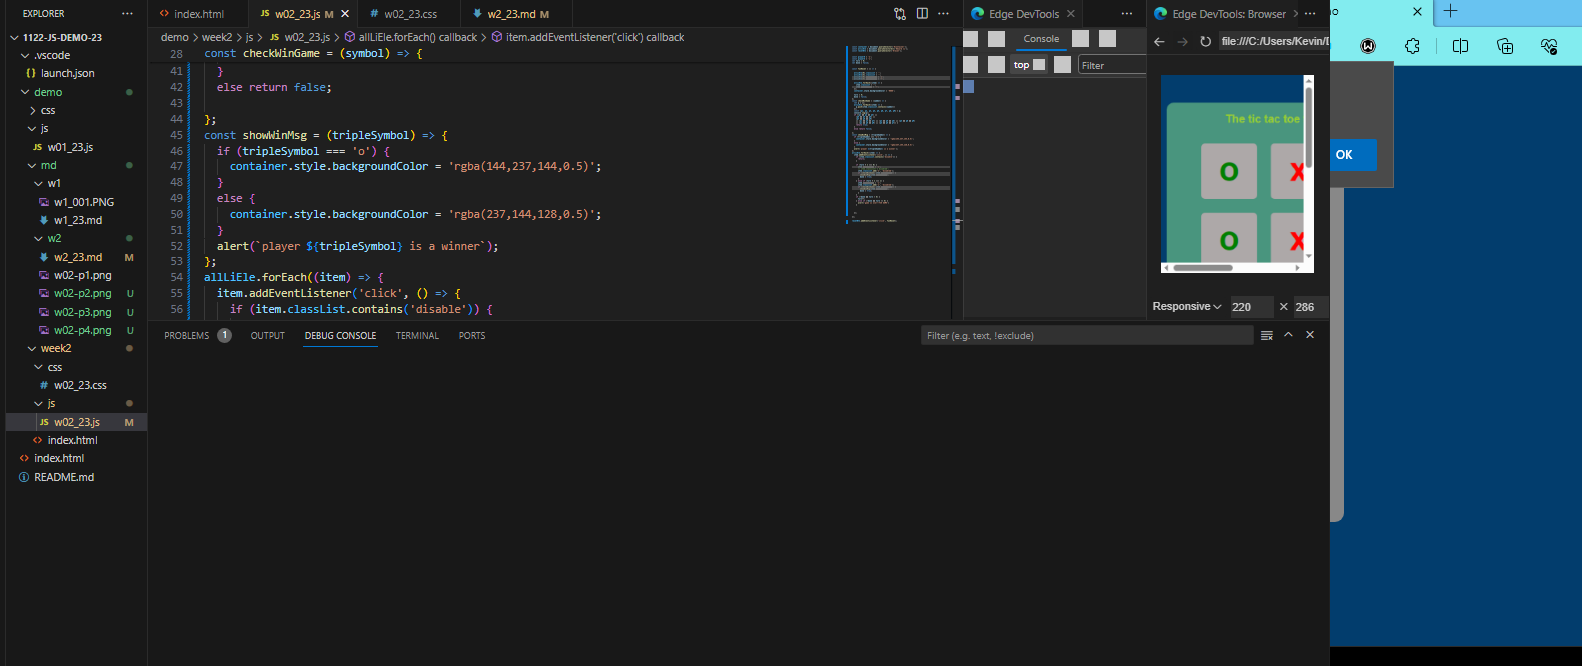 EXPLORER ···
1122-JS-DEMO-23
.vscode
{} launch.json
demo
css
js
JS w01_23.js
md
w1
w1_001.PNG
w1_23.md
w2
w2_23.md M
w02-p1.png
w02-p2.png U
w02-p3.png U
w02-p4.png U
week2
css
# w02_23.css
js
JS w02_23.js M
<> index.html
<> index.html
README.md
<> index.html
JS w02_23.js M
# w02_23.css
w2_23.md M
demo > week2 > js > JS w02_23.js > allLiEle.forEach() callback > item.addEventListener('click') callback
28 const checkWinGame = (symbol) => {
41 }
42 else return false;
43
44 };
45 const showWinMsg = (tripleSymbol) => {
46 if (tripleSymbol === 'o') {
47 container.style.backgroundColor = 'rgba(144,237,144,0.5)';
48 }
49 else {
50 container.style.backgroundColor = 'rgba(237,144,128,0.5)';
51 }
52 alert(`player ${tripleSymbol} is a winner`);
53 };
54 allLiEle.forEach((item) => {
55 item.addEventListener('click', () => {
56 if (item.classList.contains('disable')) {
PROBLEMS 1 OUTPUT DEBUG CONSOLE TERMINAL PORTS
Filter (e.g. text, !exclude)
Edge DevTools
Console
top
Filter
Edge DevTools: Browser
file:///C:/Users/Kevin/D
The tic tac toe
O X
O X
Responsive 220 × 286
OK